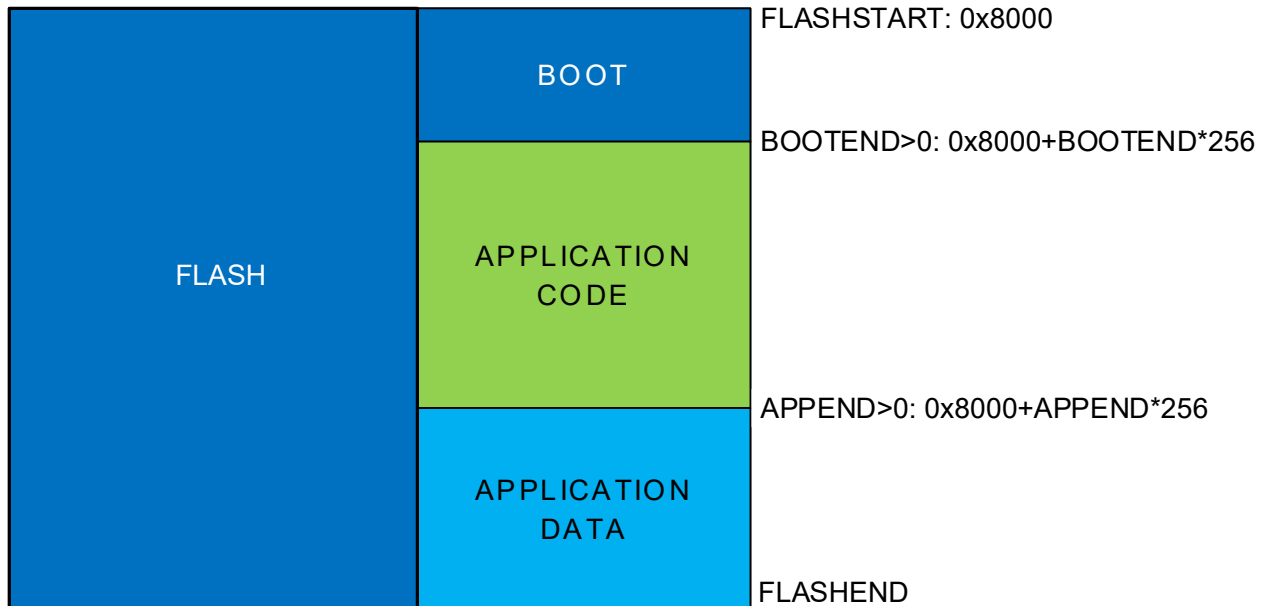 FLASHSTART: 0x8000
BOOT
BOOTEND>0: 0x8000+BOOTEND*256
FLASH
APPLICATION
CODE
APPEND>0: 0x8000+APPEND*256
APPLICATION
DATA
FLASHEND